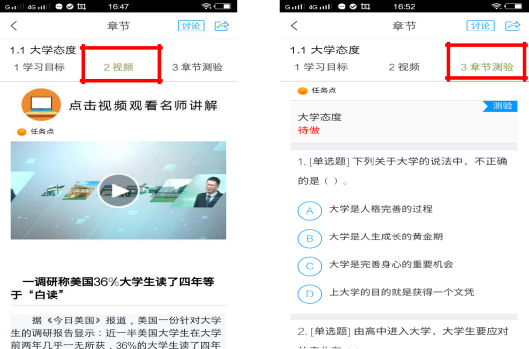 16:47
章节
讨论
1.1 大学态度
1 学习目标
2 视频
3 章节测验
点击视频观看名师讲解
任务点
一调研称美国36%大学生读了四年等
于“白读”
据《今日美国》报道，美国一份针对大学
生的调研报告显示：近一半美国大学生在大学
前两年几乎一无所获，36%的大学生读了四年
16:52
章节
讨论
1.1 大学态度
1 学习目标
2 视频
3 章节测验
任务点
测验
大学态度
待做
1. [单选题] 下列关于大学的说法中，不正确
的是（ ）。
A 大学是人格完善的过程
B 大学是人生成长的黄金期
C 大学是完善身心的重要机会
D 上大学的目的就是获得一个文凭
2. [单选题] 由高中进入大学，大学生要应对